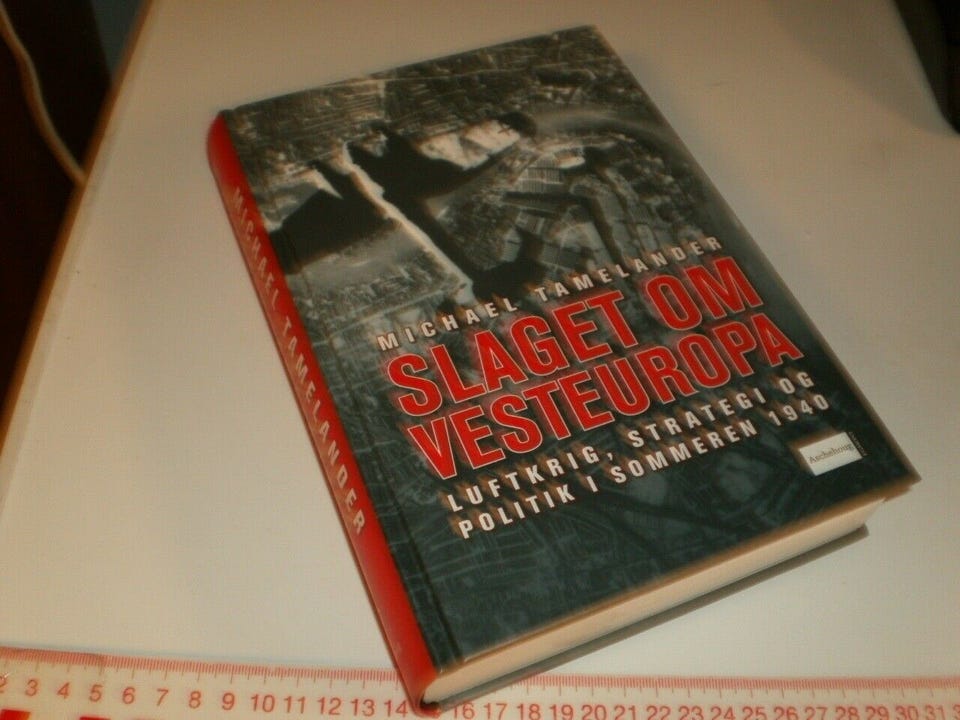 MICHAEL TAMELANDER
MICHAEL TAMELANDER
SLAGET OM
VESTEUROPA
LUFTKRIG, STRATEGI OG
POLITIK I SOMMEREN 1940
Aschehoug
2 3 4 5 6 7 8 9 10 11 12 13 14 16 17 18 19 20 21 22 23 24 25 26 27 28 29 30 31